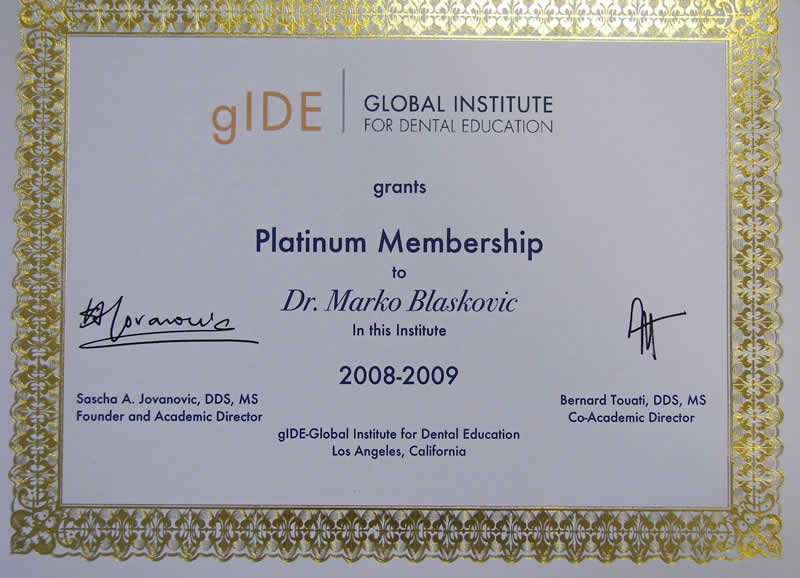 gIDE
GLOBAL INSTITUTE
FOR DENTAL EDUCATION
grants
Platinum Membership
to
Dr. Marko Blaskovic
In this Institute
2008-2009
Jovanovic
Sascha A. Jovanovic, DDS, MS
Founder and Academic Director
Bernard Touati, DDS, MS
Co-Academic Director
gIDE-Global Institute for Dental Education
Los Angeles, California